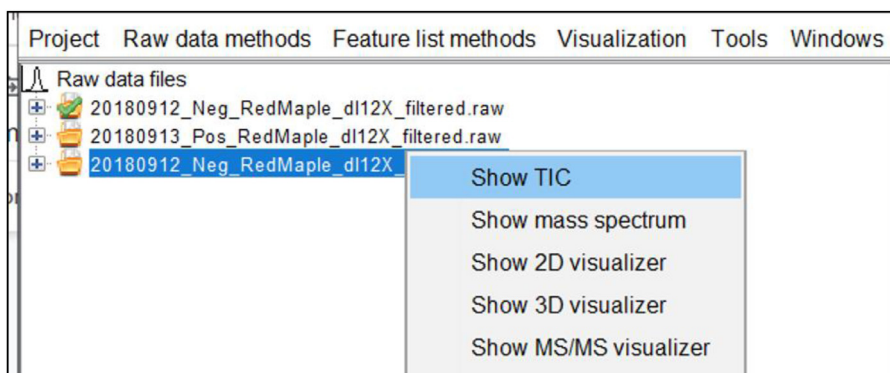 Project Raw data methods Feature list methods Visualization Tools Windows
Raw data files
20180912_Neg_RedMaple_dl12X_filtered.raw
20180913_Pos_RedMaple_dl12X_filtered.raw
20180912_Neg_RedMaple_dl12X_
Show TIC
Show mass spectrum
Show 2D visualizer
Show 3D visualizer
Show MS/MS visualizer